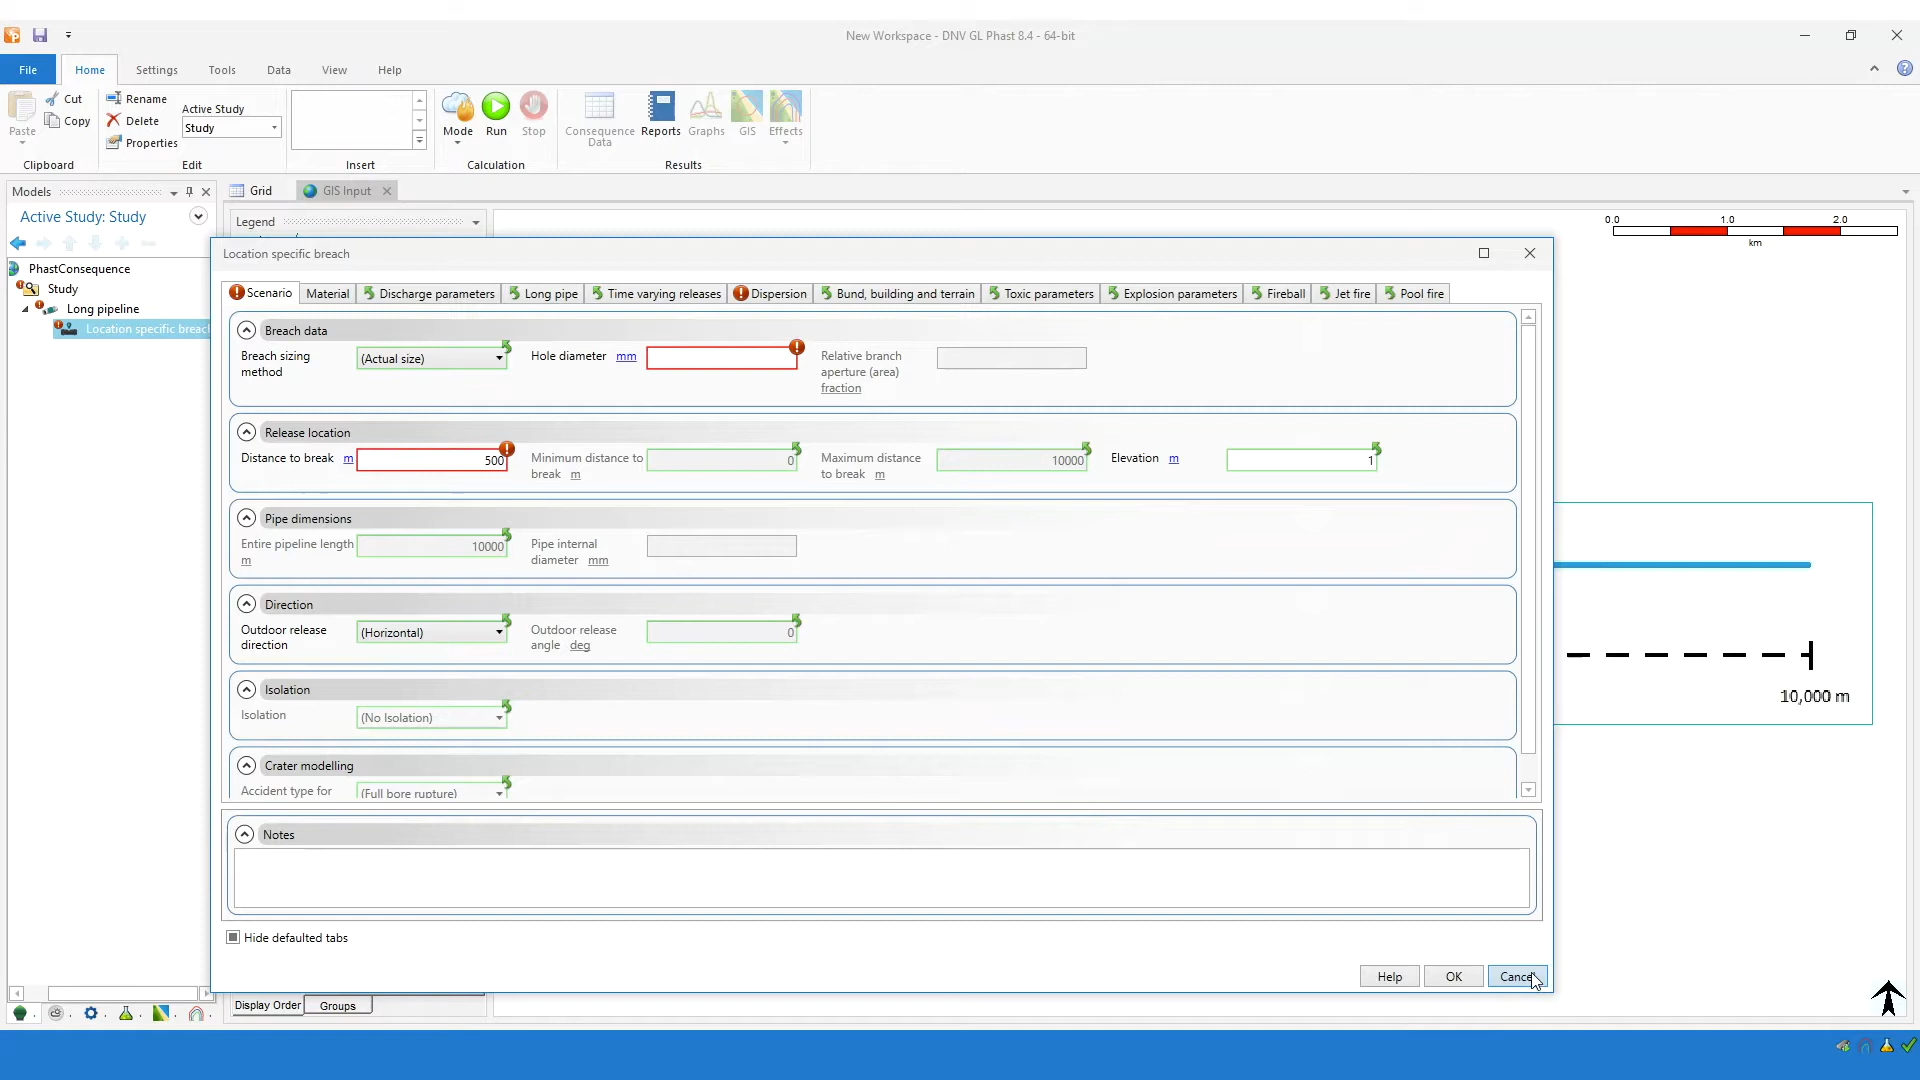 New Workspace - DNV GL Phast 8.4 - 64-bit
File Home Settings Tools Data View Help
Paste
Cut
Copy
Clipboard
Rename
Delete
Properties
Active Study
Study
Edit
Insert
Mode
Run
Stop
Calculation
Consequence Data
Reports
Graphs
GIS
Effects
Results
Models
Active Study: Study
PhastConsequence
Study
Long pipeline
Location specific breach
Grid
GIS Input
Legend
0.0 1.0 2.0
km
Location specific breach
Scenario Material Discharge parameters Long pipe Time varying releases Dispersion Bund, building and terrain Toxic parameters Explosion parameters Fireball Jet fire Pool fire
Breach data
Breach sizing method
(Actual size)
Hole diameter mm
Relative branch aperture (area) fraction
Release location
Distance to break m
500
Minimum distance to break m
0
Maximum distance to break m
10000
Elevation m
1
Pipe dimensions
Entire pipeline length m
10000
Pipe internal diameter mm
Direction
Outdoor release direction
(Horizontal)
Outdoor release angle deg
0
Isolation
Isolation
(No Isolation)
Crater modelling
Accident type for
(Full bore rupture)
Notes
Hide defaulted tabs
Help
OK
Cancel
10,000 m
Display Order
Groups